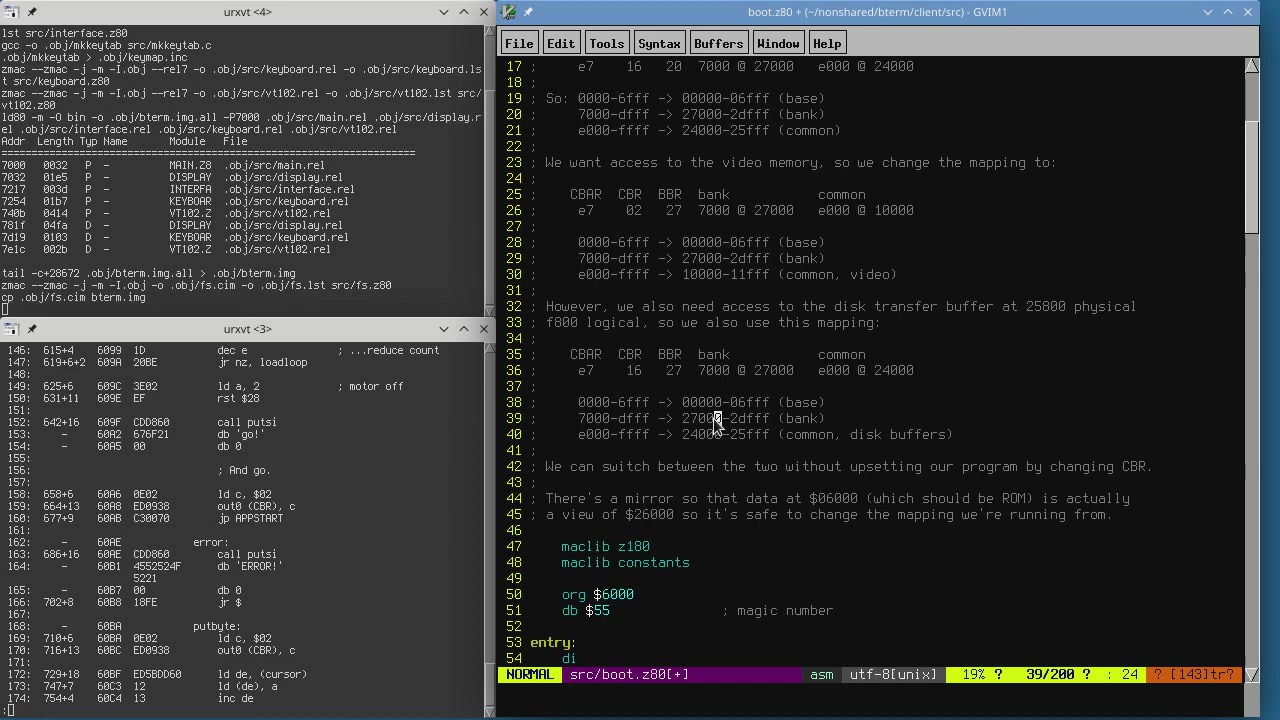 urxvt <4>
lst src/interface.z80
gcc -o .obj/mkkeytab src/mkkeytab.c
.obj/mkkeytab > .obj/keymap.inc
zmac --zmac -j -m -I.obj --rel7 -o .obj/src/keyboard.rel -o .obj/src/keyboard.ls
t src/keyboard.z80
zmac --zmac -j -m -I.obj --rel7 -o .obj/src/vt102.rel -o .obj/src/vt102.lst src/
vt102.z80
ld80 -m -O bin -o .obj/bterm.img.all -P7000 .obj/src/main.rel .obj/src/display.r
el .obj/src/interface.rel .obj/src/keyboard.rel .obj/src/vt102.rel
Addr Length Typ Name Module File
================================================================
7000 0032 P - MAIN.Z8 .obj/src/main.rel
7032 01e5 P - DISPLAY .obj/src/display.rel
7217 003d P - INTERFA .obj/src/interface.rel
7254 01b7 P - KEYBOAR .obj/src/keyboard.rel
740b 0414 P - VT102.Z .obj/src/vt102.rel
781f 04fa D - DISPLAY .obj/src/display.rel
7d19 0103 D - KEYBOAR .obj/src/keyboard.rel
7e1c 002b D - VT102.Z .obj/src/vt102.rel
tail -c+28672 .obj/bterm.img.all > .obj/bterm.img
zmac --zmac -j -m -I.obj -o .obj/fs.cim -o .obj/fs.lst src/fs.z80
cp .obj/fs.cim bterm.img
urxvt <3>
146: 615+4 6099 1D dec e ; ...reduce count
147: 619+6+2 609A 20BE jr nz, loadloop
148:
149: 625+6 609C 3E02 ld a, 2 ; motor off
150: 631+11 609E EF rst $28
151:
152: 642+16 609F CDD860 call putsi
153: - 60A2 676F21 db 'go!'
154: - 60A5 00 db 0
155:
156: ; And go.
157:
158: 658+6 60A6 0E02 ld c, $02
159: 664+13 60A8 ED0938 out0 (CBR), c
160: 677+9 60AB C30070 jp APPSTART
161:
162: - 60AE error:
163: 686+16 60AE CDD860 call putsi
164: - 60B1 4552524F db 'ERROR!'
5221
165: - 60B7 00 db 0
166: 702+8 60B8 18FE jr $
167:
168: - 60BA putbyte:
169: 710+6 60BA 0E02 ld c, $02
170: 716+13 60BC ED0938 out0 (CBR), c
171:
172: 729+18 60BF ED5BDD60 ld de, (cursor)
173: 747+7 60C3 12 ld (de), a
174: 754+4 60C4 13 inc de
:
boot.z80 + (~/nonshared/bterm/client/src) - GVIM1
File Edit Tools Syntax Buffers Window Help
17 ; e7 16 20 7000 @ 27000 e000 @ 24000
18 ;
19 ; So: 0000-6fff -> 00000-06fff (base)
20 ; 7000-dfff -> 27000-2dfff (bank)
21 ; e000-ffff -> 24000-25fff (common)
22 ;
23 ; We want access to the video memory, so we change the mapping to:
24 ;
25 ; CBAR CBR BBR bank common
26 ; e7 02 27 7000 @ 27000 e000 @ 10000
27 ;
28 ; 0000-6fff -> 00000-06fff (base)
29 ; 7000-dfff -> 27000-2dfff (bank)
30 ; e000-ffff -> 10000-11fff (common, video)
31 ;
32 ; However, we also need access to the disk transfer buffer at 25800 physical
33 ; f800 logical, so we also use this mapping:
34 ;
35 ; CBAR CBR BBR bank common
36 ; e7 16 27 7000 @ 27000 e000 @ 24000
37 ;
38 ; 0000-6fff -> 00000-06fff (base)
39 ; 7000-dfff -> 27000-2dfff (bank)
40 ; e000-ffff -> 24000-25fff (common, disk buffers)
41 ;
42 ; We can switch between the two without upsetting our program by changing CBR.
43 ;
44 ; There's a mirror so that data at $06000 (which should be ROM) is actually
45 ; a view of $26000 so it's safe to change the mapping we're running from.
46
47 maclib z180
48 maclib constants
49
50 org $6000
51 db $55 ; magic number
52
53 entry:
54 di
NORMAL src/boot.z80[+] asm utf-8[unix] 19% ? 39/200 ? : 24 ? [143]tr?